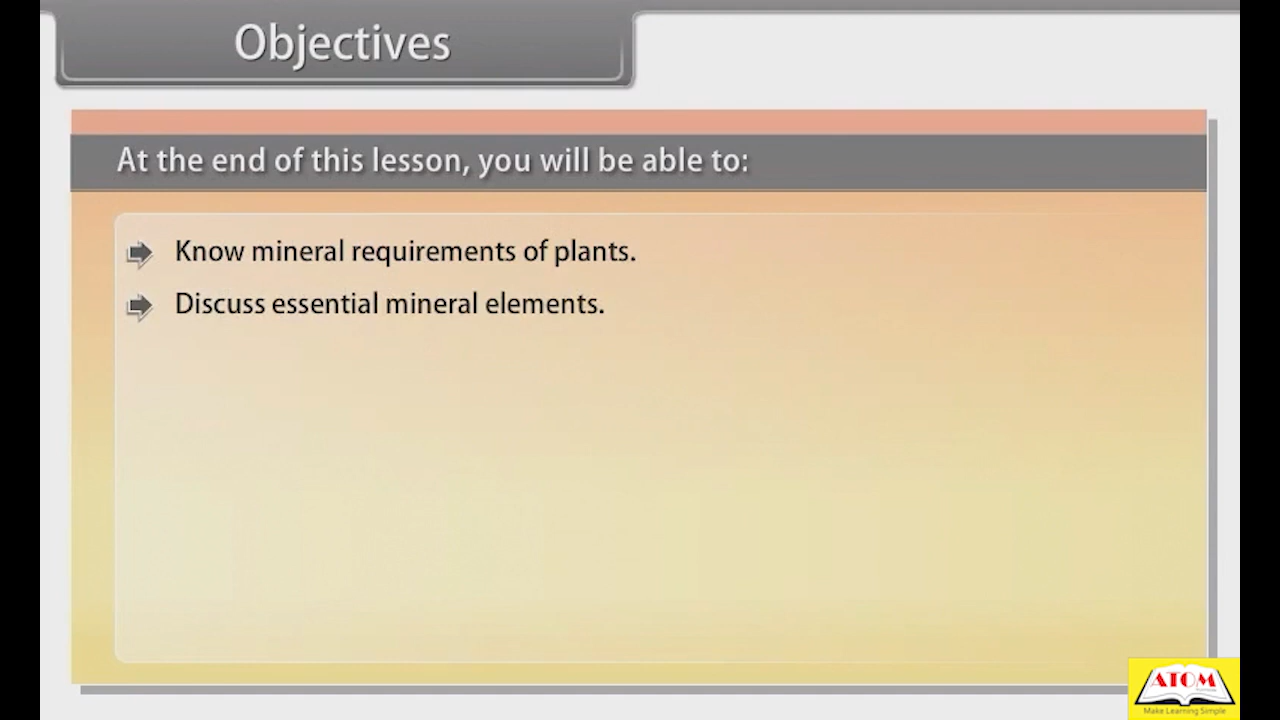 Objectives
At the end of this lesson, you will be able to:
Know mineral requirements of plants.
Discuss essential mineral elements.
ATOM
Make Learning Simple